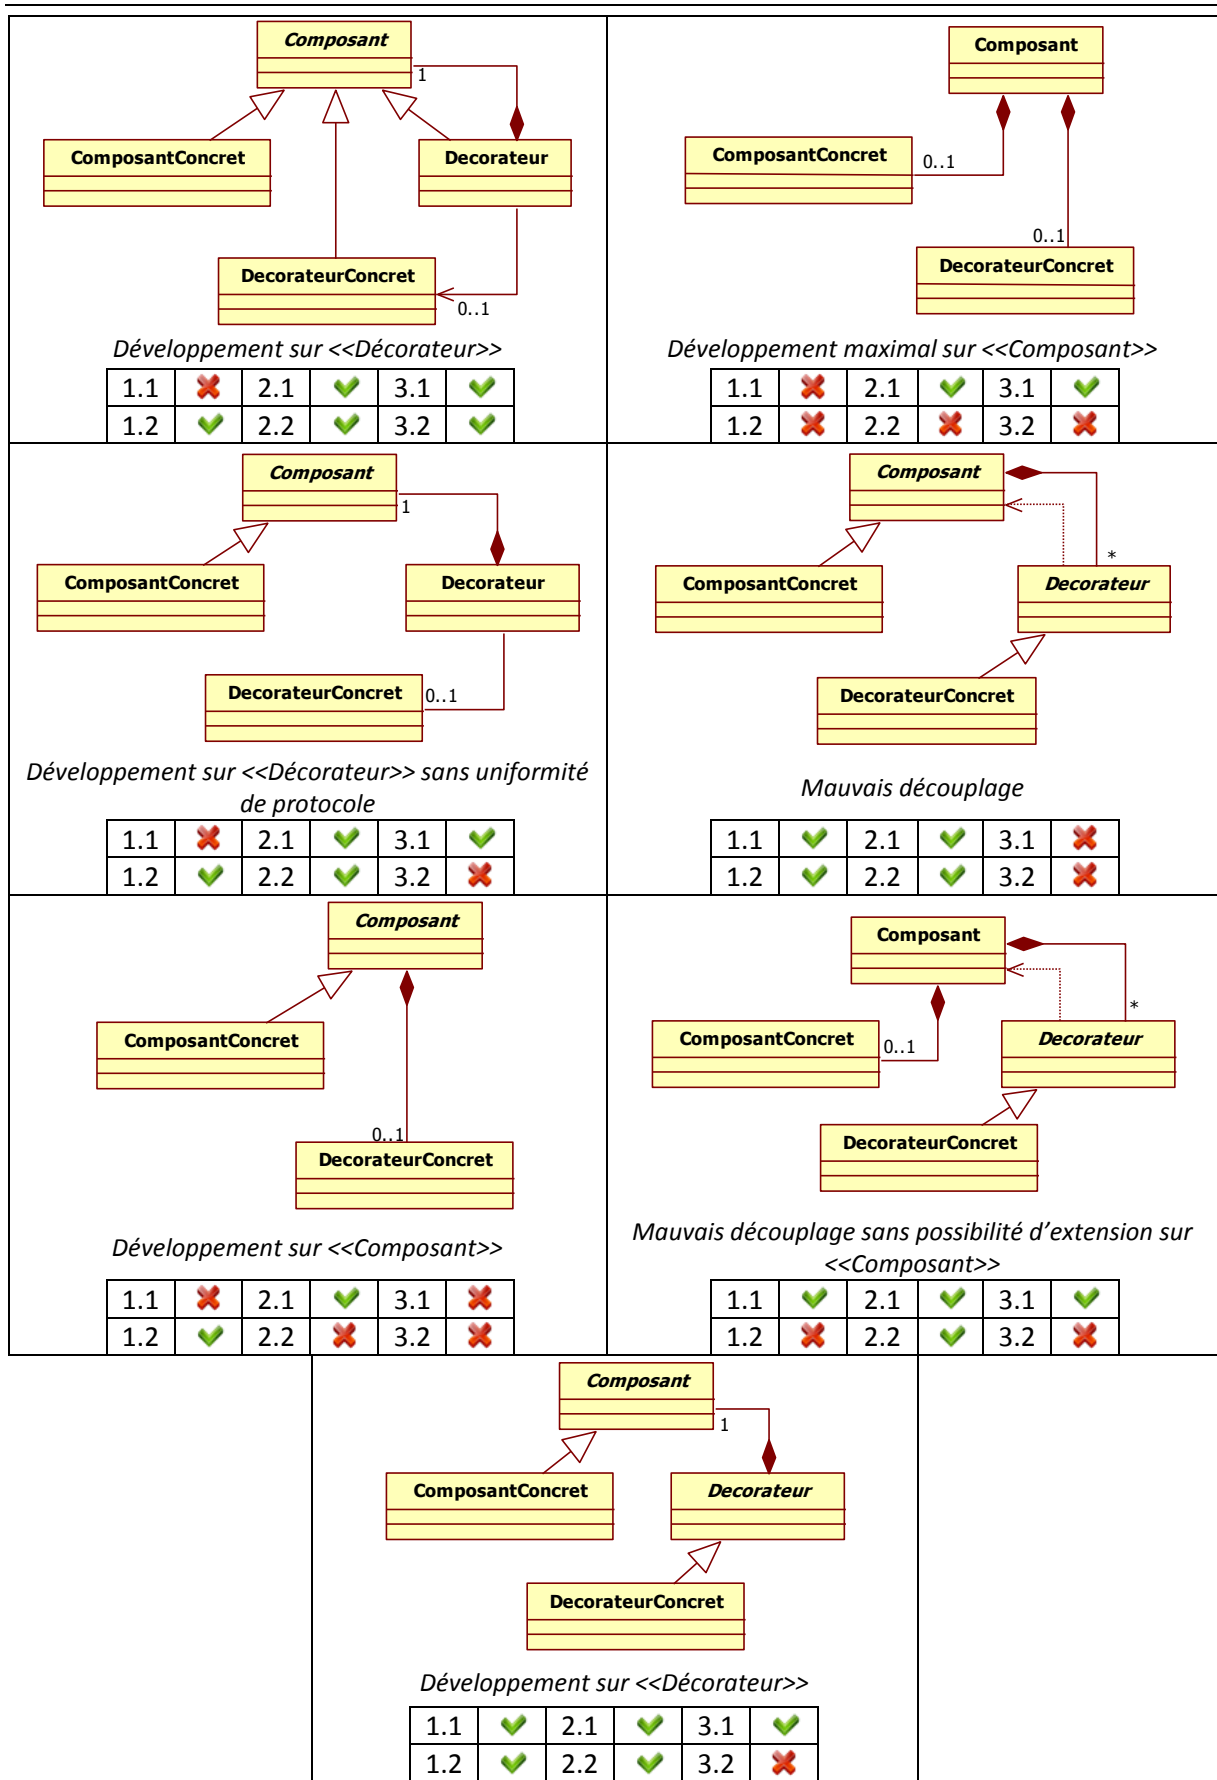 Composant
1
ComposantConcret
Decorateur
DecorateurConcret
0..1
Développement sur <<Décorateur>>
1.1 ✖ 2.1 ✔ 3.1 ✔
1.2 ✔ 2.2 ✔ 3.2 ✔
Composant
ComposantConcret
0..1
0..1
DecorateurConcret
Développement maximal sur <<Composant>>
1.1 ✖ 2.1 ✔ 3.1 ✔
1.2 ✖ 2.2 ✖ 3.2 ✖
Composant
1
ComposantConcret
Decorateur
DecorateurConcret
0..1
Développement sur <<Décorateur>> sans uniformité
de protocole
1.1 ✖ 2.1 ✔ 3.1 ✔
1.2 ✔ 2.2 ✔ 3.2 ✖
Composant
*
ComposantConcret
Decorateur
DecorateurConcret
Mauvais découplage
1.1 ✔ 2.1 ✔ 3.1 ✖
1.2 ✔ 2.2 ✔ 3.2 ✖
Composant
ComposantConcret
0..1
DecorateurConcret
Développement sur <<Composant>>
1.1 ✖ 2.1 ✔ 3.1 ✖
1.2 ✔ 2.2 ✖ 3.2 ✖
Composant
*
ComposantConcret
0..1
Decorateur
DecorateurConcret
Mauvais découplage sans possibilité d'extension sur
<<Composant>>
1.1 ✔ 2.1 ✔ 3.1 ✔
1.2 ✖ 2.2 ✔ 3.2 ✖
Composant
1
ComposantConcret
Decorateur
DecorateurConcret
Développement sur <<Décorateur>>
1.1 ✔ 2.1 ✔ 3.1 ✔
1.2 ✔ 2.2 ✔ 3.2 ✖